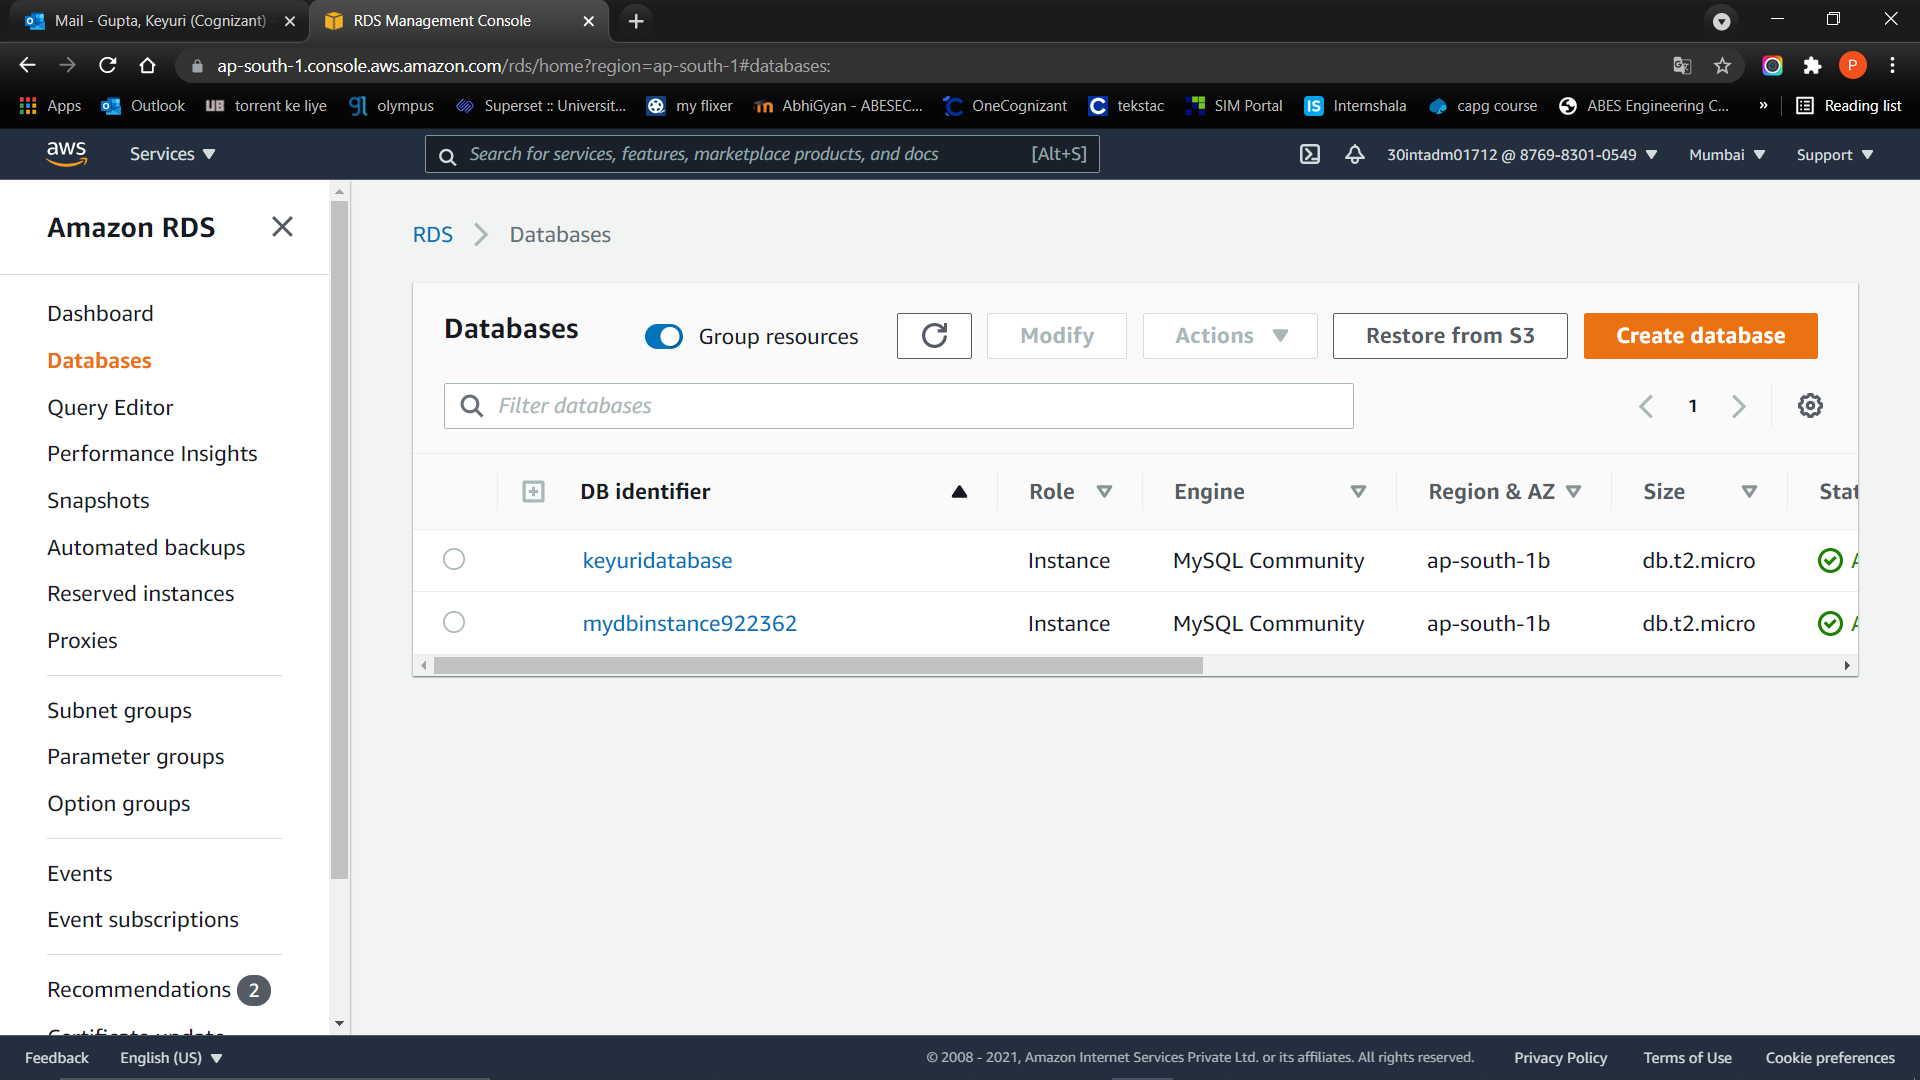 Mail - Gupta, Keyuri (Cognizant)
RDS Management Console
ap-south-1.console.aws.amazon.com/rds/home?region=ap-south-1#databases:
P
Apps
Outlook
UB torrent ke liye
gl olympus
Superset :: Universit...
my flixer
AbhiGyan - ABESEC...
OneCognizant
C tekstac
SIM Portal
IS Internshala
capg course
ABES Engineering C...
»
Reading list
aws
Services
Search for services, features, marketplace products, and docs [Alt+S]
30intadm01712 @ 8769-8301-0549
Mumbai
Support
Amazon RDS
Dashboard
Databases
Query Editor
Performance Insights
Snapshots
Automated backups
Reserved instances
Proxies
Subnet groups
Parameter groups
Option groups
Events
Event subscriptions
Recommendations 2
Certificate update
RDS > Databases
Databases
Group resources
Modify
Actions
Restore from S3
Create database
Filter databases
1
DB identifier Role Engine Region & AZ Size Stat
keyuridatabase Instance MySQL Community ap-south-1b db.t2.micro A
mydbinstance922362 Instance MySQL Community ap-south-1b db.t2.micro A
Feedback English (US) © 2008 - 2021, Amazon Internet Services Private Ltd. or its affiliates. All rights reserved. Privacy Policy Terms of Use Cookie preferences